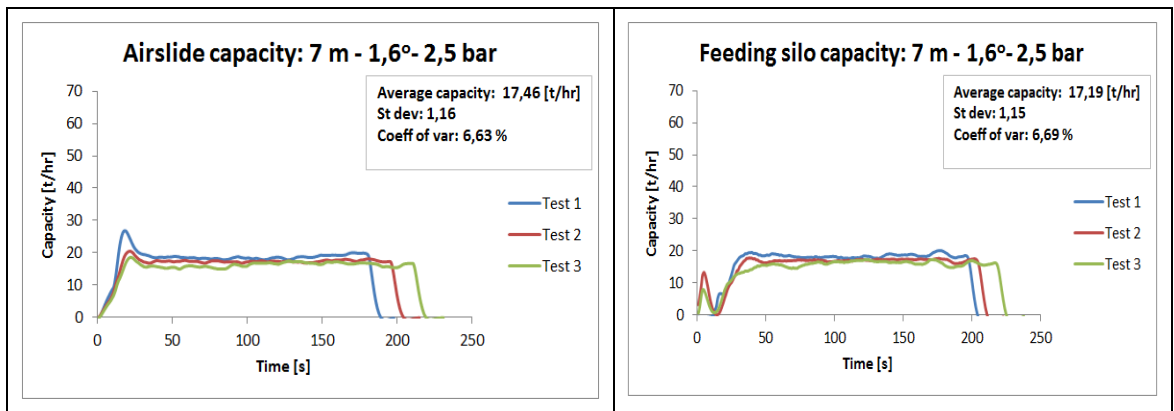 Airslide capacity: 7 m - 1,6º- 2,5 bar
Average capacity: 17,46 [t/hr]
St dev: 1,16
Coeff of var: 6,63 %
Capacity [t/hr]
70
60
50
40
30
20
10
0
0 50 100 150 200 250
Time [s]
Test 1
Test 2
Test 3
Feeding silo capacity: 7 m - 1,6º- 2,5 bar
Average capacity: 17,19 [t/hr]
St dev: 1,15
Coeff of var: 6,69 %
Capacity [t/hr]
70
60
50
40
30
20
10
0
0 50 100 150 200 250
Time [s]
Test 1
Test 2
Test 3